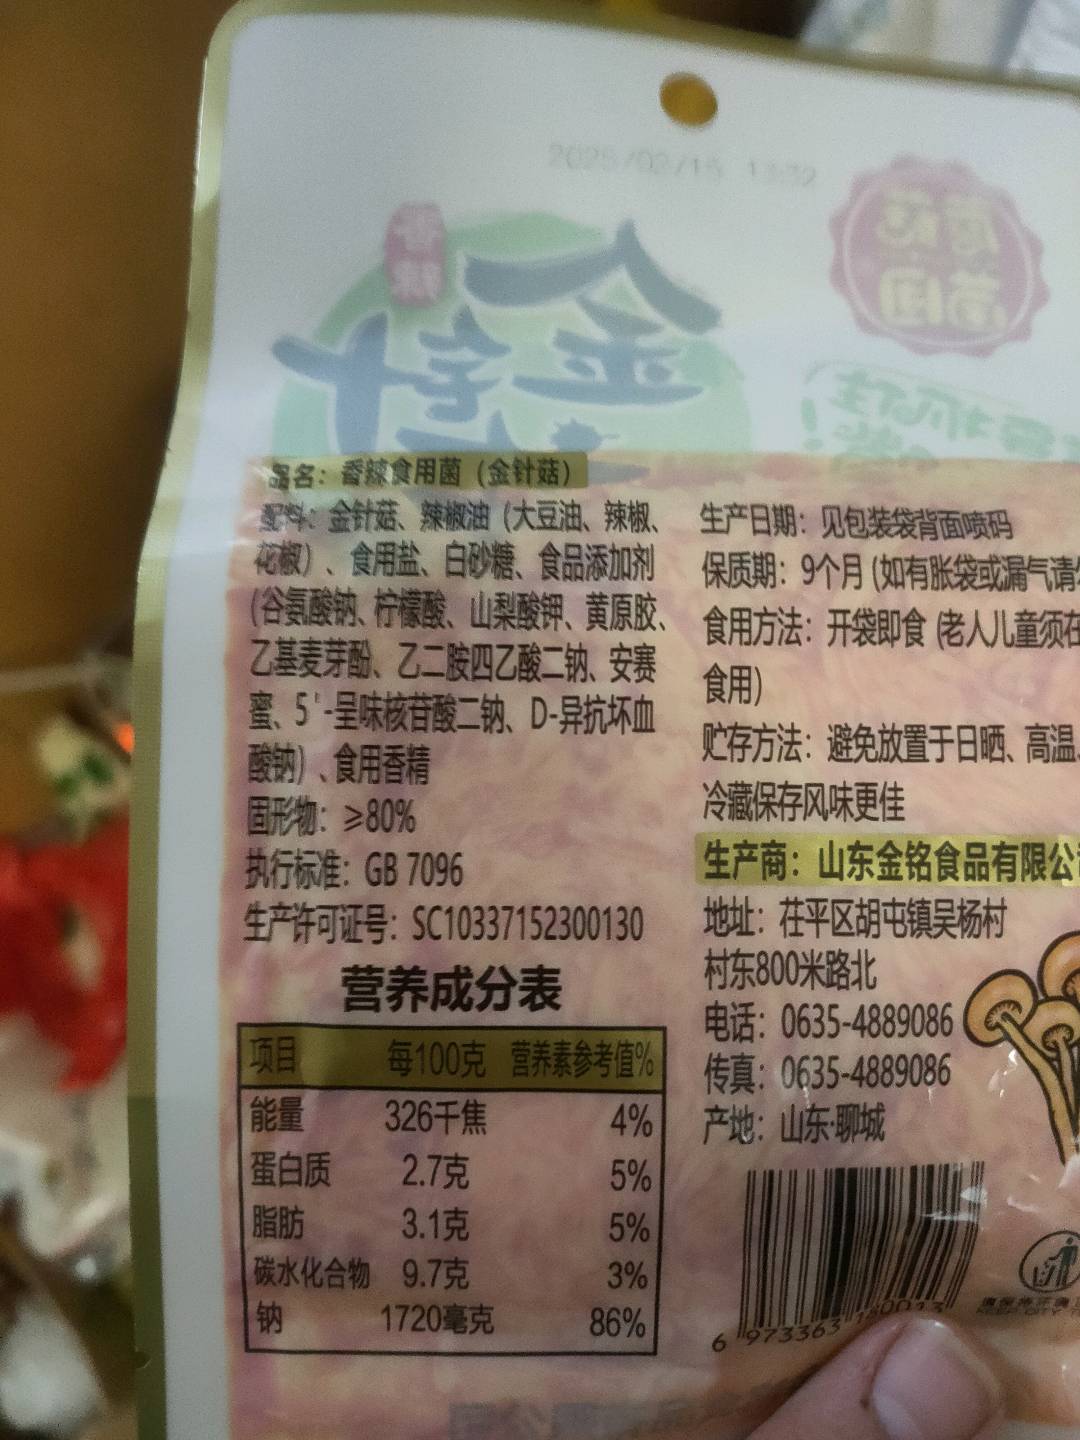 2025/03/15 13:32
香辣
金针
蘑菇
菌团
品名：香辣食用菌（金针菇）
配料：金针菇、辣椒油（大豆油、辣椒、
花椒）、食用盐、白砂糖、食品添加剂
(谷氨酸钠、柠檬酸、山梨酸钾、黄原胶、
乙基麦芽酚、乙二胺四乙酸二钠、安赛
蜜、5'-呈味核苷酸二钠、D-异抗坏血
酸钠）、食用香精
固形物：≥80%
执行标准：GB 7096
生产许可证号：SC10337152300130
营养成分表
项目 每100克 营养素参考值%
能量 326千焦 4%
蛋白质 2.7克 5%
脂肪 3.1克 5%
碳水化合物 9.7克 3%
钠 1720毫克 86%
生产日期：见包装袋背面喷码
保质期：9个月 (如有胀袋或漏气请
食用方法：开袋即食 (老人儿童须在
食用)
贮存方法：避免放置于日晒、高温
冷藏保存风味更佳
生产商：山东金铭食品有限公
地址：茌平区胡屯镇吴杨村
村东800米路北
电话：0635-4889086
传真：0635-4889086
产地：山东·聊城
6 973363 180013